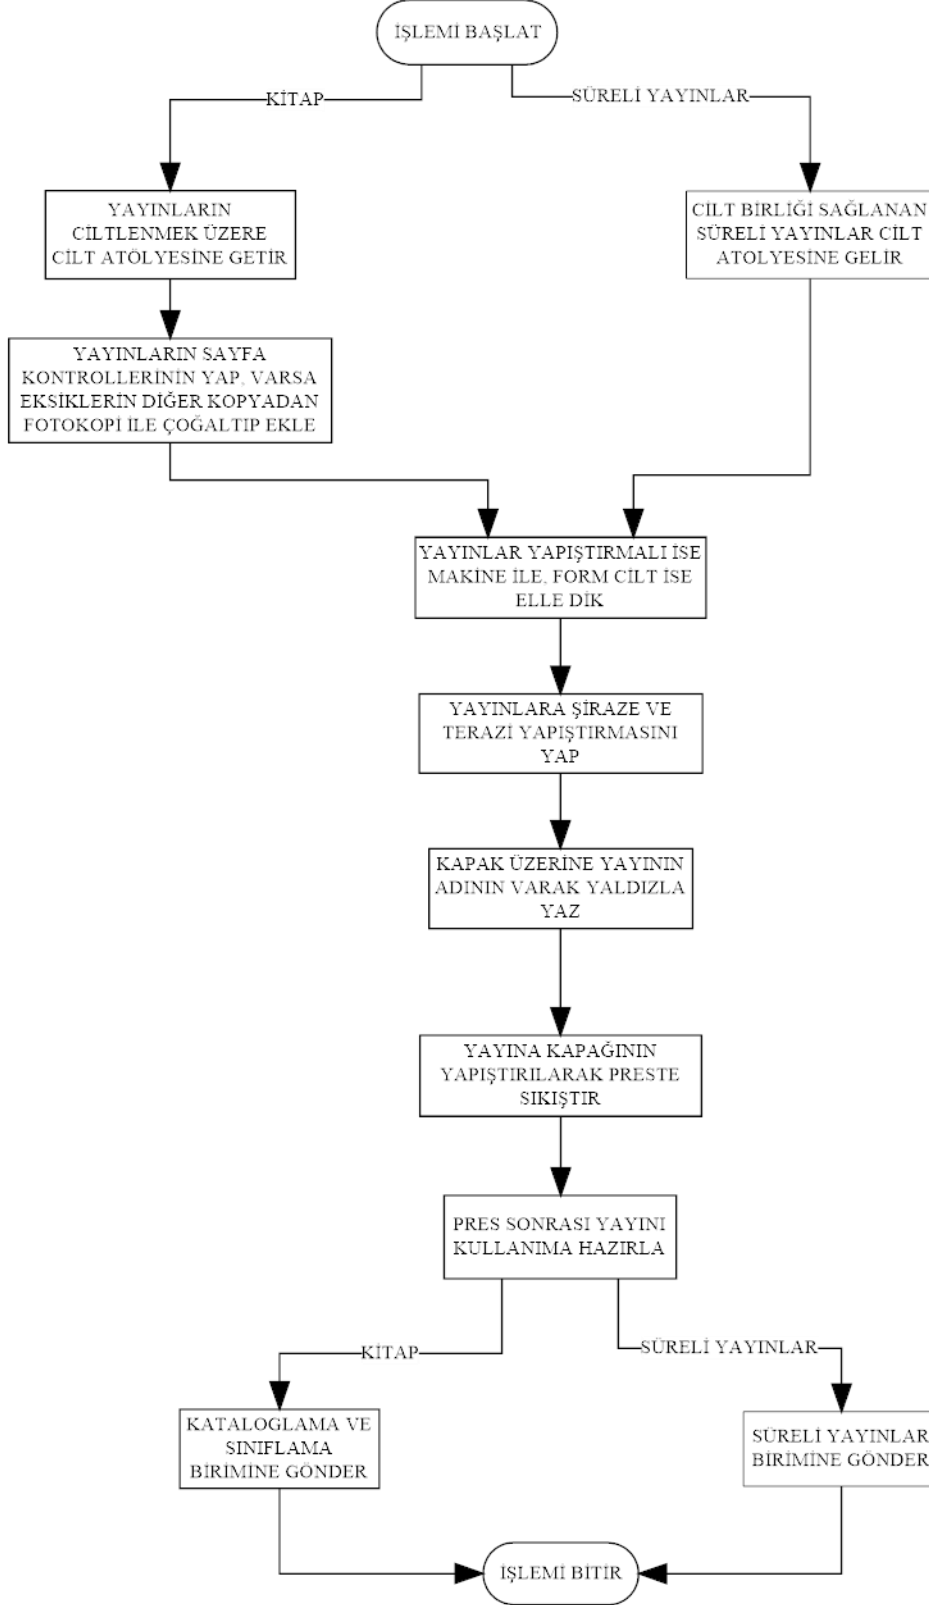 İŞLEMİ BAŞLAT
KİTAP
SÜRELİ YAYINLAR
YAYINLARIN
CİLTLENMEK ÜZERE
CİLT ATÖLYESİNE GETİR
CİLT BİRLİĞİ SAĞLANAN
SÜRELİ YAYINLAR CİLT
ATOLYESİNE GELİR
YAYINLARIN SAYFA
KONTROLLERİNİN YAP, VARSA
EKSİKLERİN DİĞER KOPYADAN
FOTOKOPİ İLE ÇOĞALTIP EKLE
YAYINLAR YAPIŞTIRMALI İSE
MAKİNE İLE, FORM CİLT İSE
ELLE DİK
YAYINLARA ŞİRAZE VE
TERAZİ YAPIŞTIRMASINI
YAP
KAPAK ÜZERİNE YAYININ
ADININ VARAK YALDIZLA
YAZ
YAYINA KAPAĞININ
YAPIŞTIRILARAK PRESTE
SIKIŞTIR
PRES SONRASI YAYINI
KULLANIMA HAZIRLA
KİTAP
SÜRELİ YAYINLAR
KATALOGLAMA VE
SINIFLAMA
BİRİMİNE GÖNDER
SÜRELİ YAYINLAR
BİRİMİNE GÖNDER
İŞLEMİ BİTİR